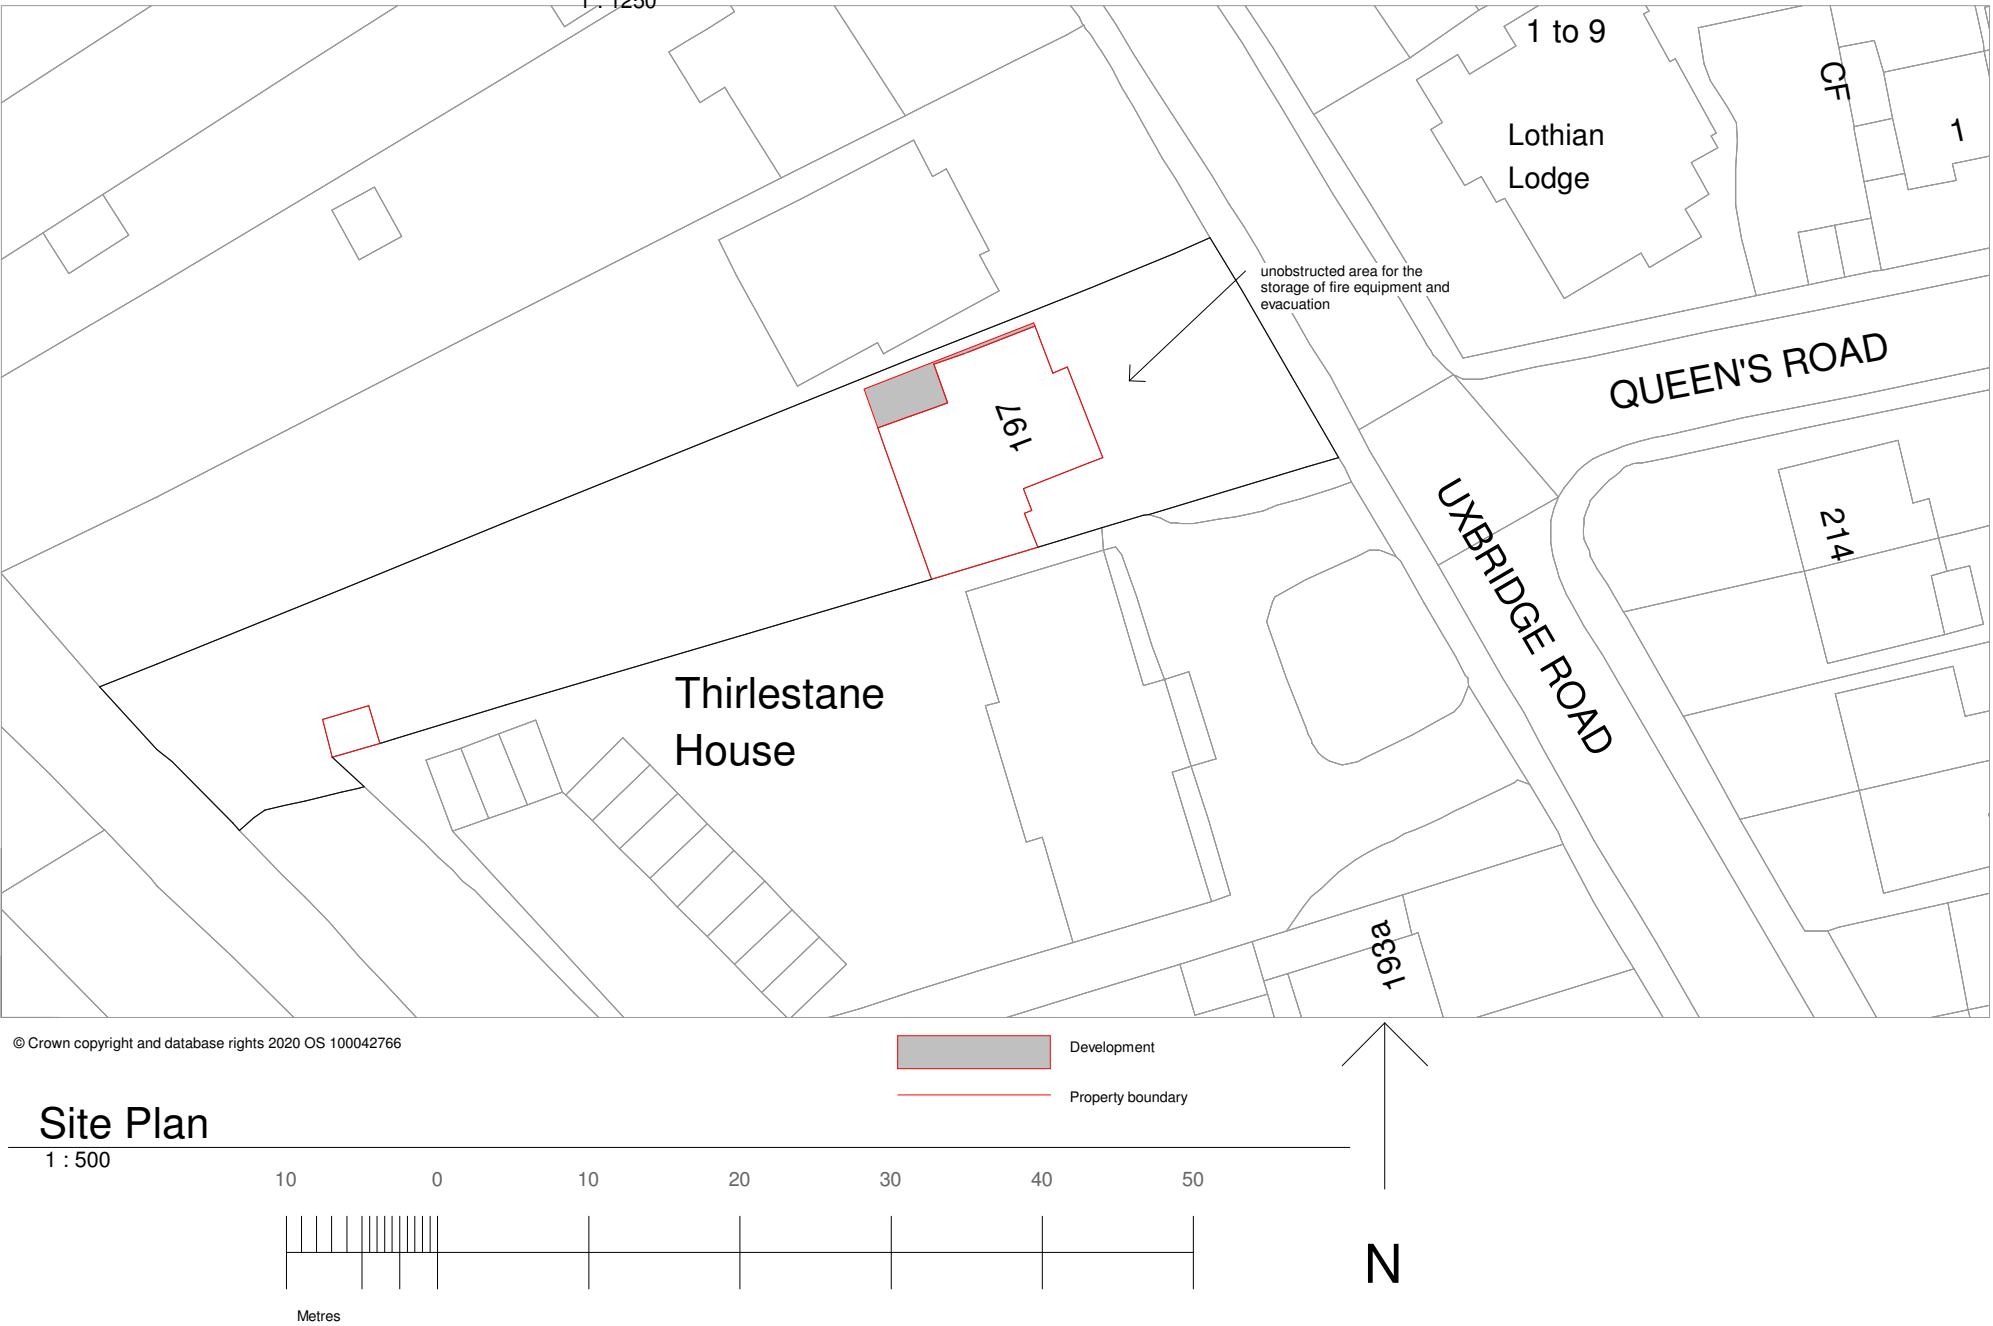 1 : 1250
1 to 9
CF
1
Lothian
Lodge
unobstructed area for the
storage of fire equipment and
evacuation
QUEEN'S ROAD
197
UXBRIDGE ROAD
214
Thirlestane
House
193a
© Crown copyright and database rights 2020 OS 100042766
Development
Property boundary
Site Plan
1 : 500
10 0 10 20 30 40 50
Metres
N